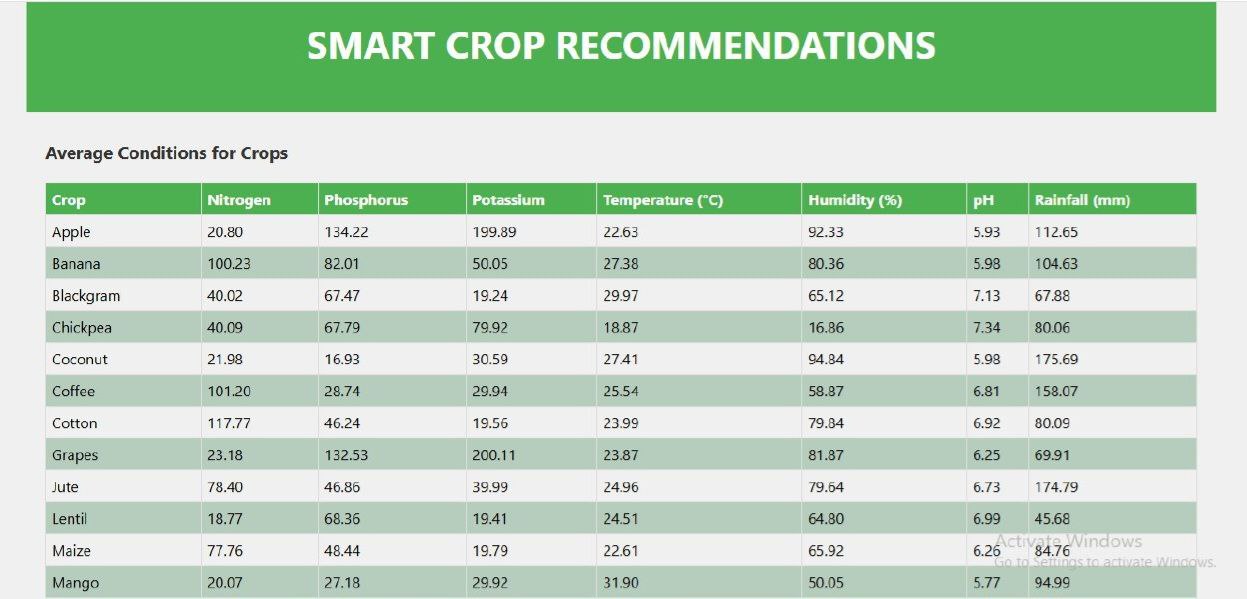 SMART CROP RECOMMENDATIONS
Average Conditions for Crops
Crop Nitrogen Phosphorus Potassium Temperature (°C) Humidity (%) pH Rainfall (mm)
Apple 20.80 134.22 199.89 22.63 92.33 5.93 112.65
Banana 100.23 82.01 50.05 27.38 80.36 5.98 104.63
Blackgram 40.02 67.47 19.24 29.97 65.12 7.13 67.88
Chickpea 40.09 67.79 79.92 18.87 16.86 7.34 80.06
Coconut 21.98 16.93 30.59 27.41 94.84 5.98 175.69
Coffee 101.20 28.74 29.94 25.54 58.87 6.81 158.07
Cotton 117.77 46.24 19.56 23.99 79.84 6.92 80.09
Grapes 23.18 132.53 200.11 23.87 81.87 6.25 69.91
Jute 78.40 46.86 39.99 24.96 79.64 6.73 174.79
Lentil 18.77 68.36 19.41 24.51 64.80 6.99 45.68
Maize 77.76 48.44 19.79 22.61 65.92 6.26 84.76
Mango 20.07 27.18 29.92 31.90 50.05 5.77 94.99
Activate Windows
Go to Settings to activate Windows.